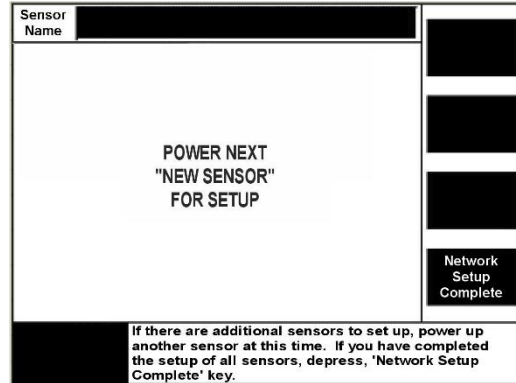 Sensor
Name
POWER NEXT
"NEW SENSOR"
FOR SETUP
Network
Setup
Complete
If there are additional sensors to set up, power up
another sensor at this time. If you have completed
the setup of all sensors, depress, 'Network Setup
Complete' key.